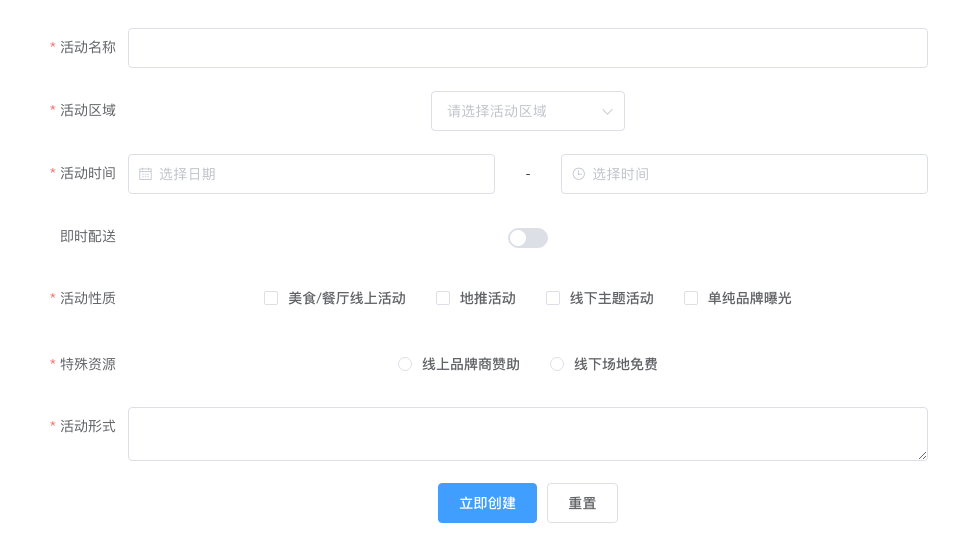 * 活动名称
* 活动区域 请选择活动区域
* 活动时间 选择日期 - 选择时间
即时配送
* 活动性质 美食/餐厅线上活动 地推活动 线下主题活动 单纯品牌曝光
* 特殊资源 线上品牌商赞助 线下场地免费
* 活动形式
立即创建 重置